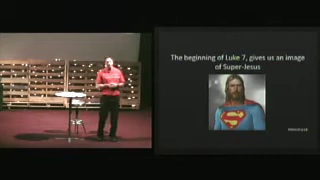 The beginning of Luke 7, gives us an image
of Super-Jesus